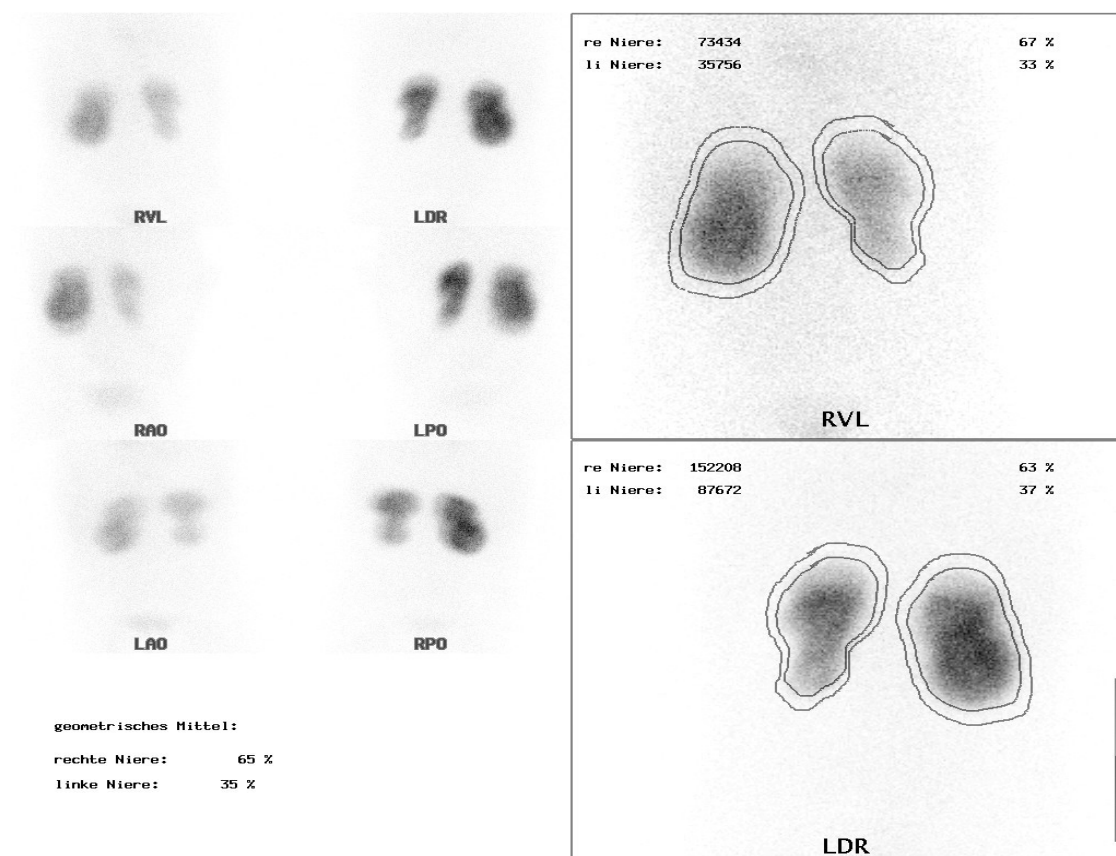 RVL
LDR
RAO
LPO
LAO
RPO
geometrisches Mittel:
rechte Niere: 65 %
linke Niere: 35 %
re Niere: 73434 67 %
li Niere: 35756 33 %
RVL
re Niere: 152208 63 %
li Niere: 87672 37 %
LDR